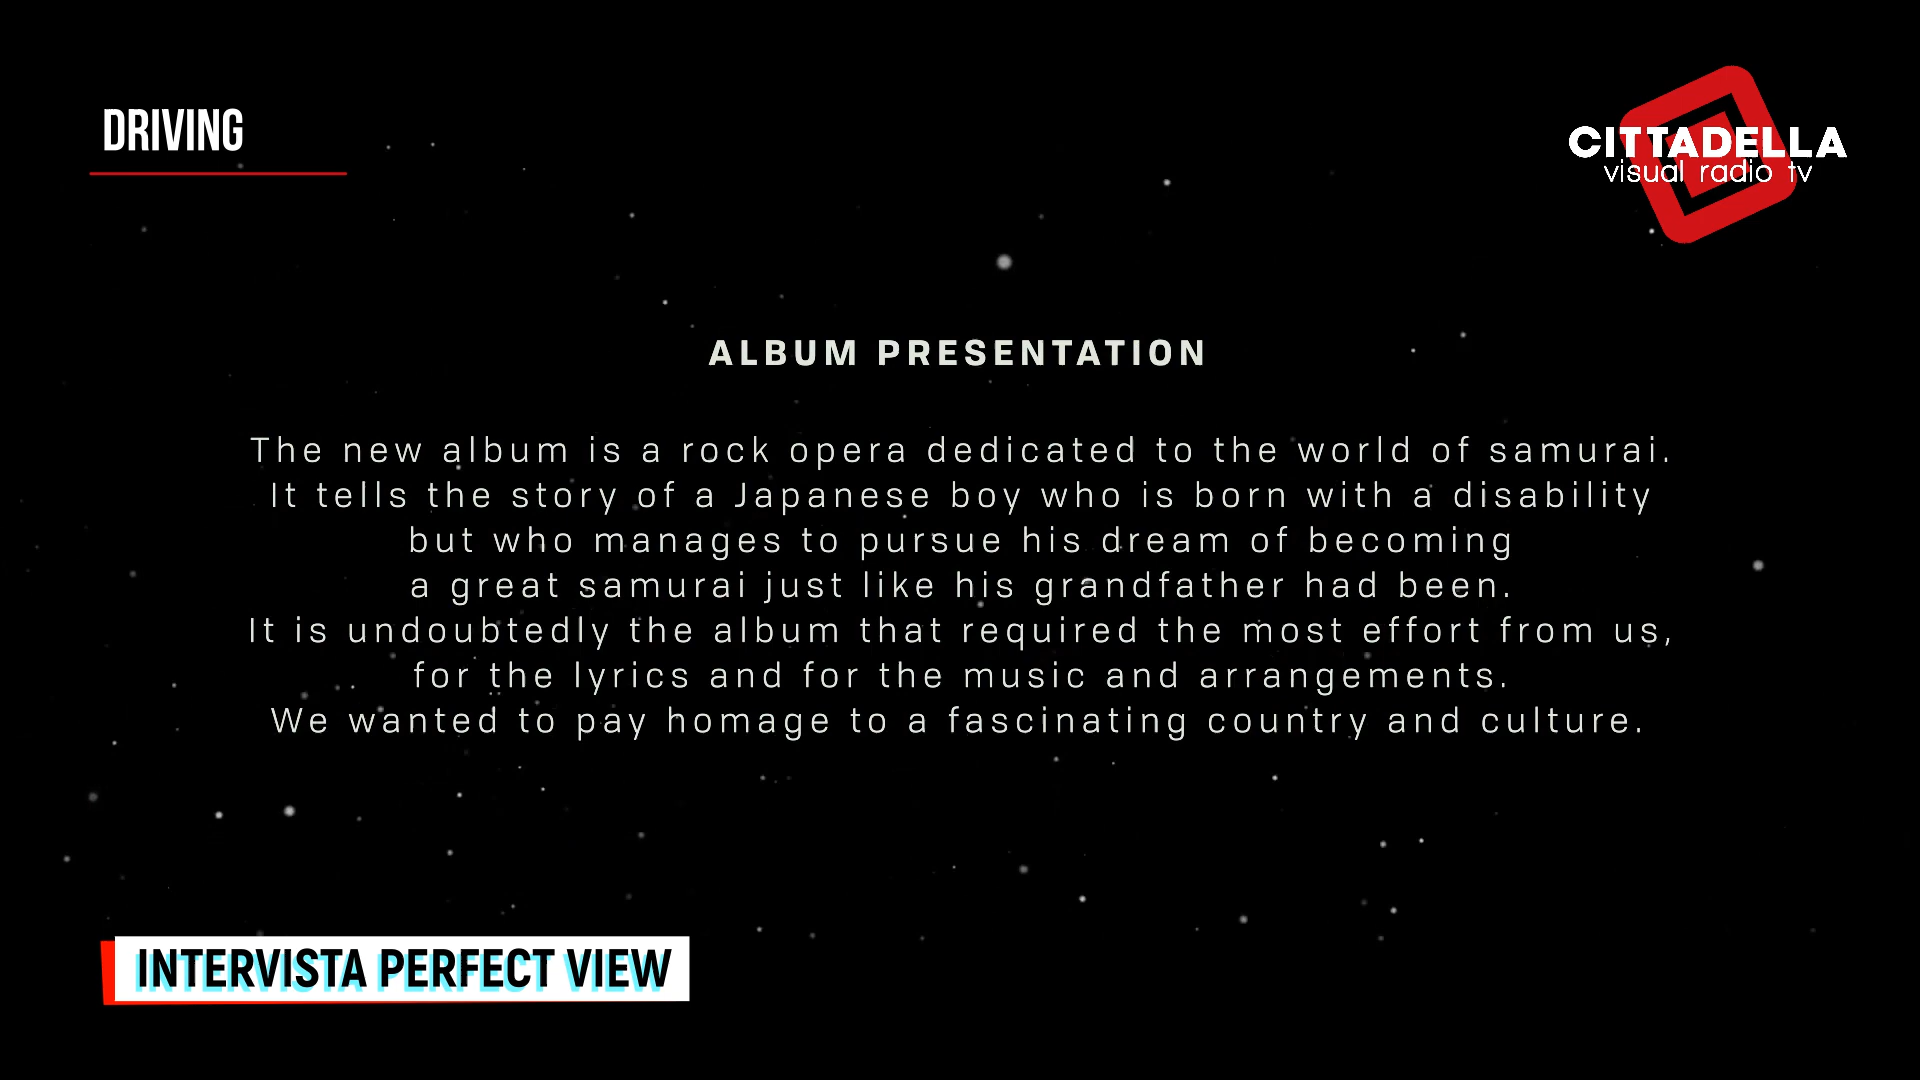 DRIVING
CITTADELLA
visual radio tv
ALBUM PRESENTATION
The new album is a rock opera dedicated to the world of samurai.
It tells the story of a Japanese boy who is born with a disability
but who manages to pursue his dream of becoming
a great samurai just like his grandfather had been.
It is undoubtedly the album that required the most effort from us,
for the lyrics and for the music and arrangements.
We wanted to pay homage to a fascinating country and culture.
INTERVISTA PERFECT VIEW